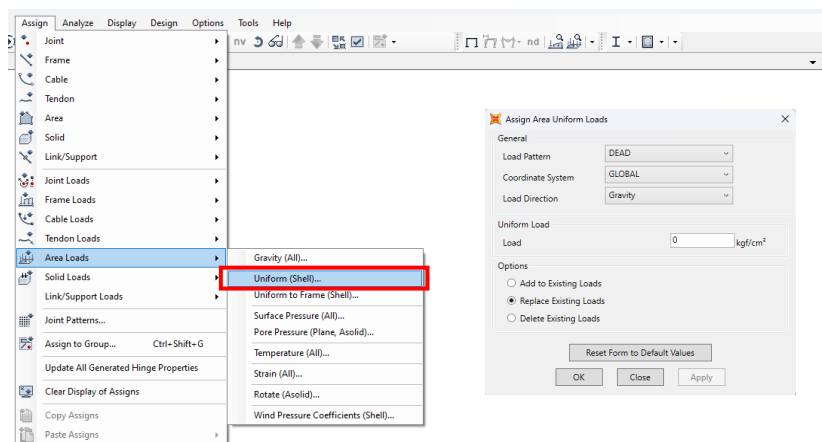 Assign Analyze Display Design Options Tools Help
nv
nd
Joint
Frame
Cable
Tendon
Area
Solid
Link/Support
Joint Loads
Frame Loads
Cable Loads
Tendon Loads
Area Loads
Solid Loads
Link/Support Loads
Joint Patterns...
Assign to Group... Ctrl+Shift+G
Update All Generated Hinge Properties
Clear Display of Assigns
Copy Assigns
Paste Assigns
Gravity (All)...
Uniform (Shell)...
Uniform to Frame (Shell)...
Surface Pressure (All)...
Pore Pressure (Plane, Asolid)...
Temperature (All)...
Strain (All)...
Rotate (Asolid)...
Wind Pressure Coefficients (Shell)...
Assign Area Uniform Loads
General
Load Pattern DEAD
Coordinate System GLOBAL
Load Direction Gravity
Uniform Load
Load 0 kgf/cm²
Options
Add to Existing Loads
Replace Existing Loads
Delete Existing Loads
Reset Form to Default Values
OK Close Apply